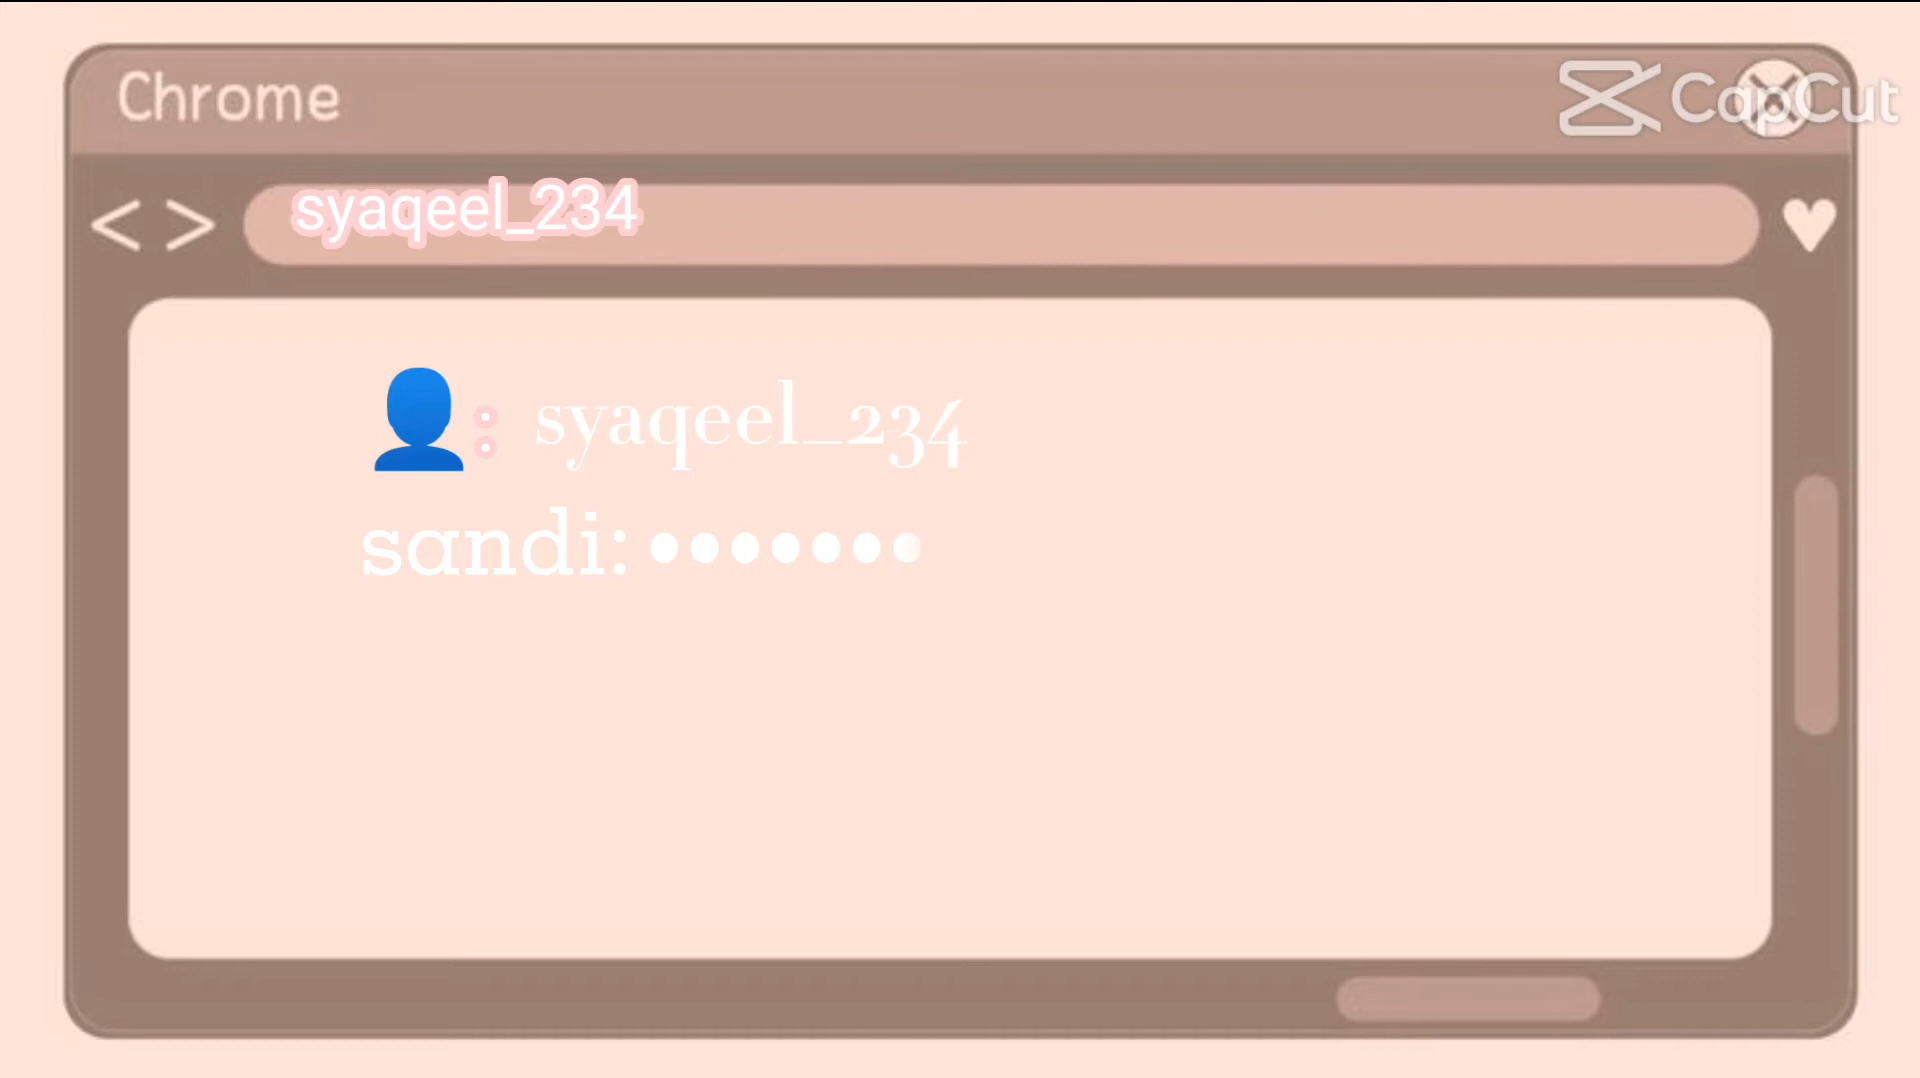 Chrome
CapCut
< >
syaqeel_234
👤: syaqeel_234
sandi: •••••••